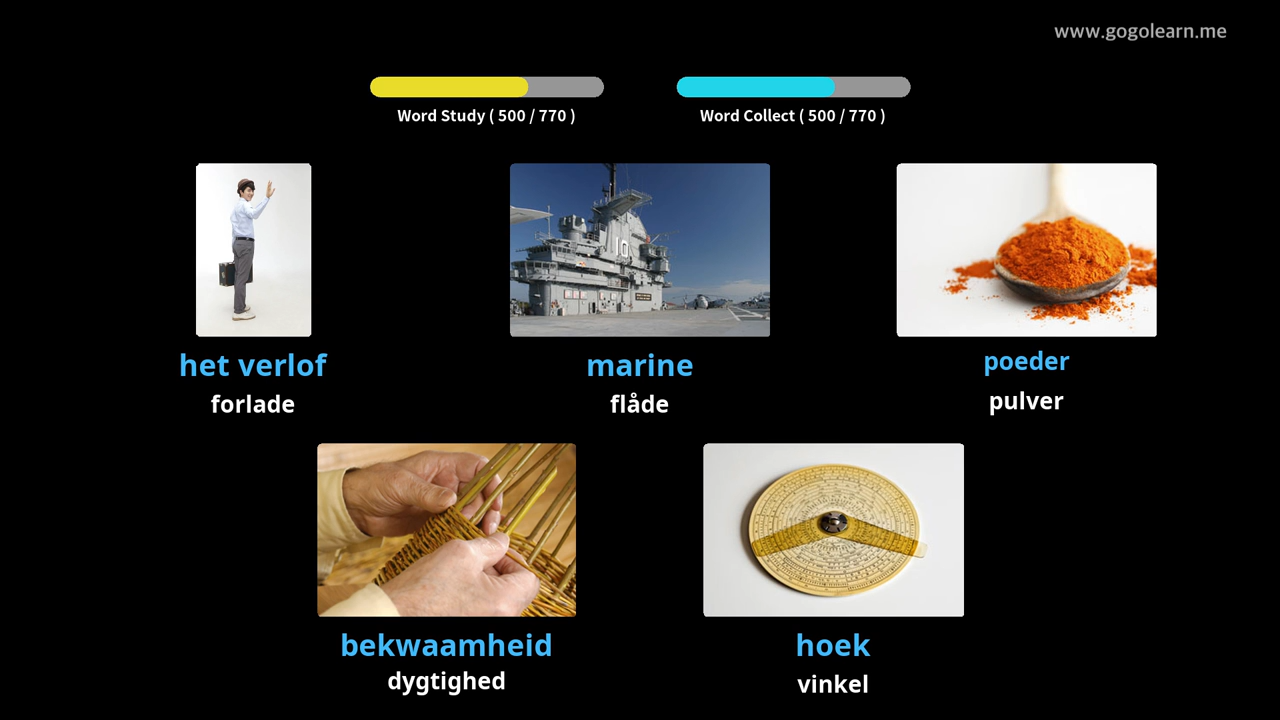 www.gogolearn.me
Word Study ( 500 / 770 )
Word Collect ( 500 / 770 )
het verlof
forlade
marine
flåde
poeder
pulver
bekwaamheid
dygtighed
hoek
vinkel